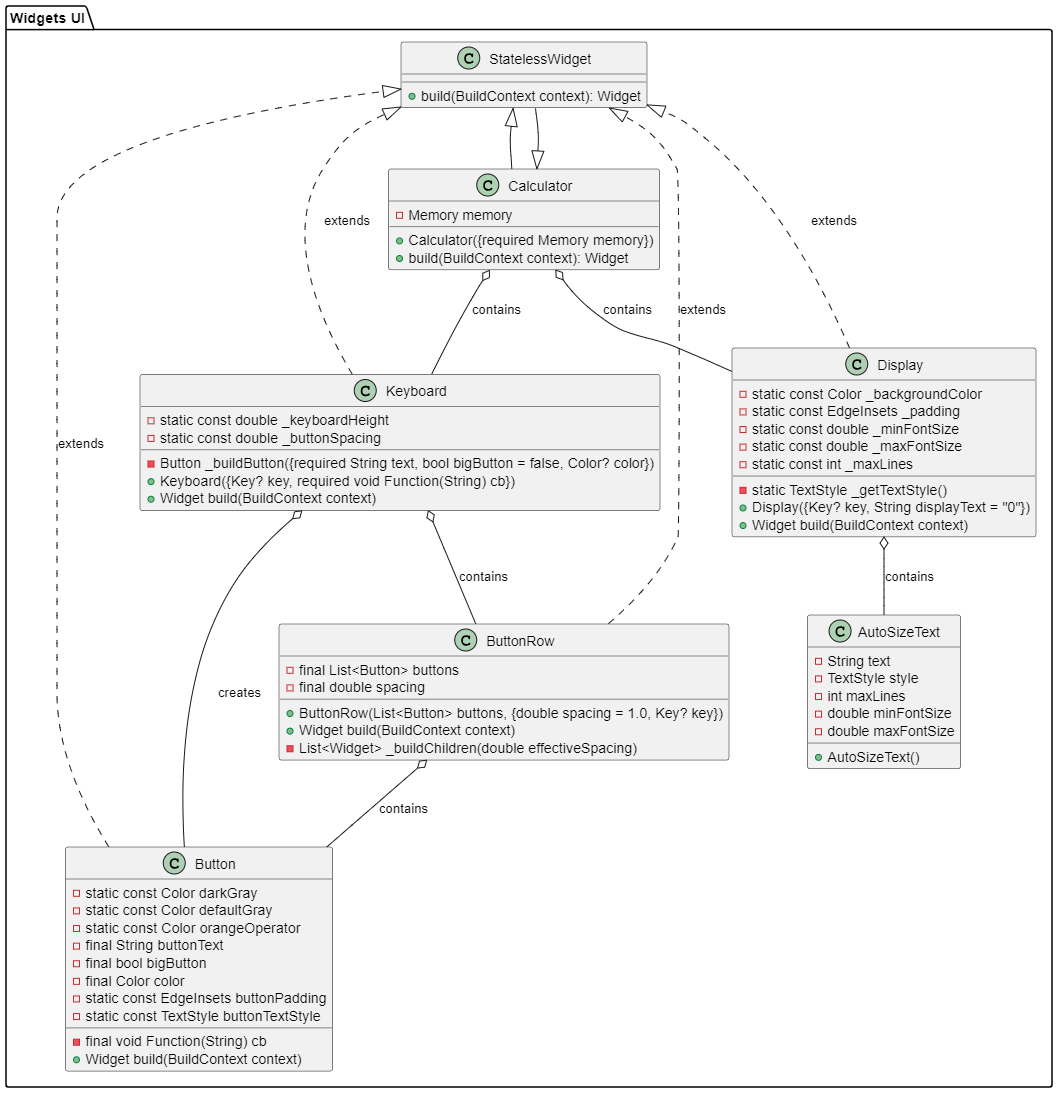 Widgets UI
C StatelessWidget
build(BuildContext context): Widget
C Calculator
Memory memory
Calculator({required Memory memory})
build(BuildContext context): Widget
extends
extends
contains
contains
extends
C Display
static const Color _backgroundColor
static const EdgeInsets _padding
static const double _minFontSize
static const double _maxFontSize
static const int _maxLines
static TextStyle _getTextStyle()
Display({Key? key, String displayText = "0"})
Widget build(BuildContext context)
C Keyboard
static const double _keyboardHeight
static const double _buttonSpacing
Button _buildButton({required String text, bool bigButton = false, Color? color})
Keyboard({Key? key, required void Function(String) cb})
Widget build(BuildContext context)
extends
contains
contains
C ButtonRow
final List<Button> buttons
final double spacing
ButtonRow(List<Button> buttons, {double spacing = 1.0, Key? key})
Widget build(BuildContext context)
List<Widget> _buildChildren(double effectiveSpacing)
C AutoSizeText
String text
TextStyle style
int maxLines
double minFontSize
double maxFontSize
AutoSizeText()
creates
contains
C Button
static const Color darkGray
static const Color defaultGray
static const Color orangeOperator
final String buttonText
final bool bigButton
final Color color
static const EdgeInsets buttonPadding
static const TextStyle buttonTextStyle
final void Function(String) cb
Widget build(BuildContext context)